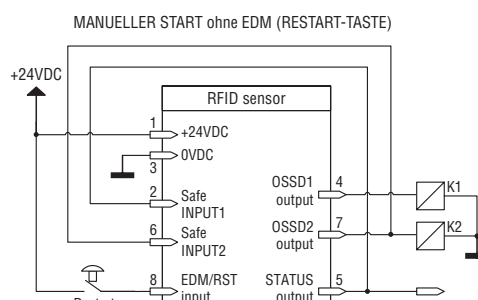 MANUELLER START ohne EDM (RESTART-TASTE)
+24VDC
RFID sensor
1
+24VDC
0VDC
3
2
Safe
INPUT1
OSSD1
output
4
K1
6
Safe
INPUT2
OSSD2
output
7
K2
8
EDM/RST
input
STATUS
output
5